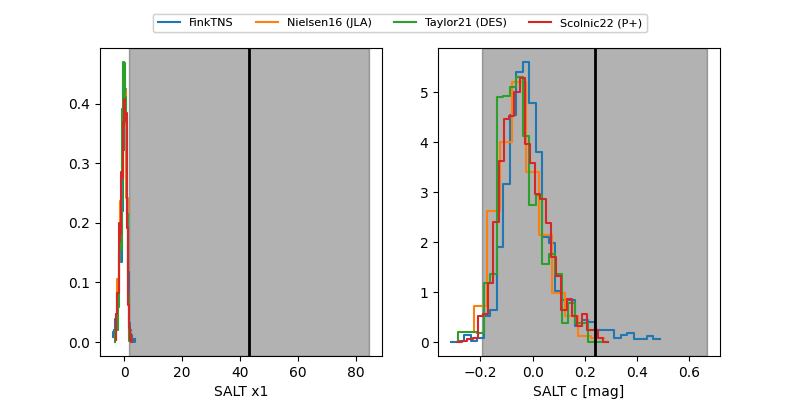 FinkTNS Nielsen16 (JLA) Taylor21 (DES) Scolnic22 (P+)
0.4
0.3
0.2
0.1
0.0
0 20 40 60 80
SALT x1
5
4
3
2
1
0
−0.2 0.0 0.2 0.4 0.6
SALT c [mag]